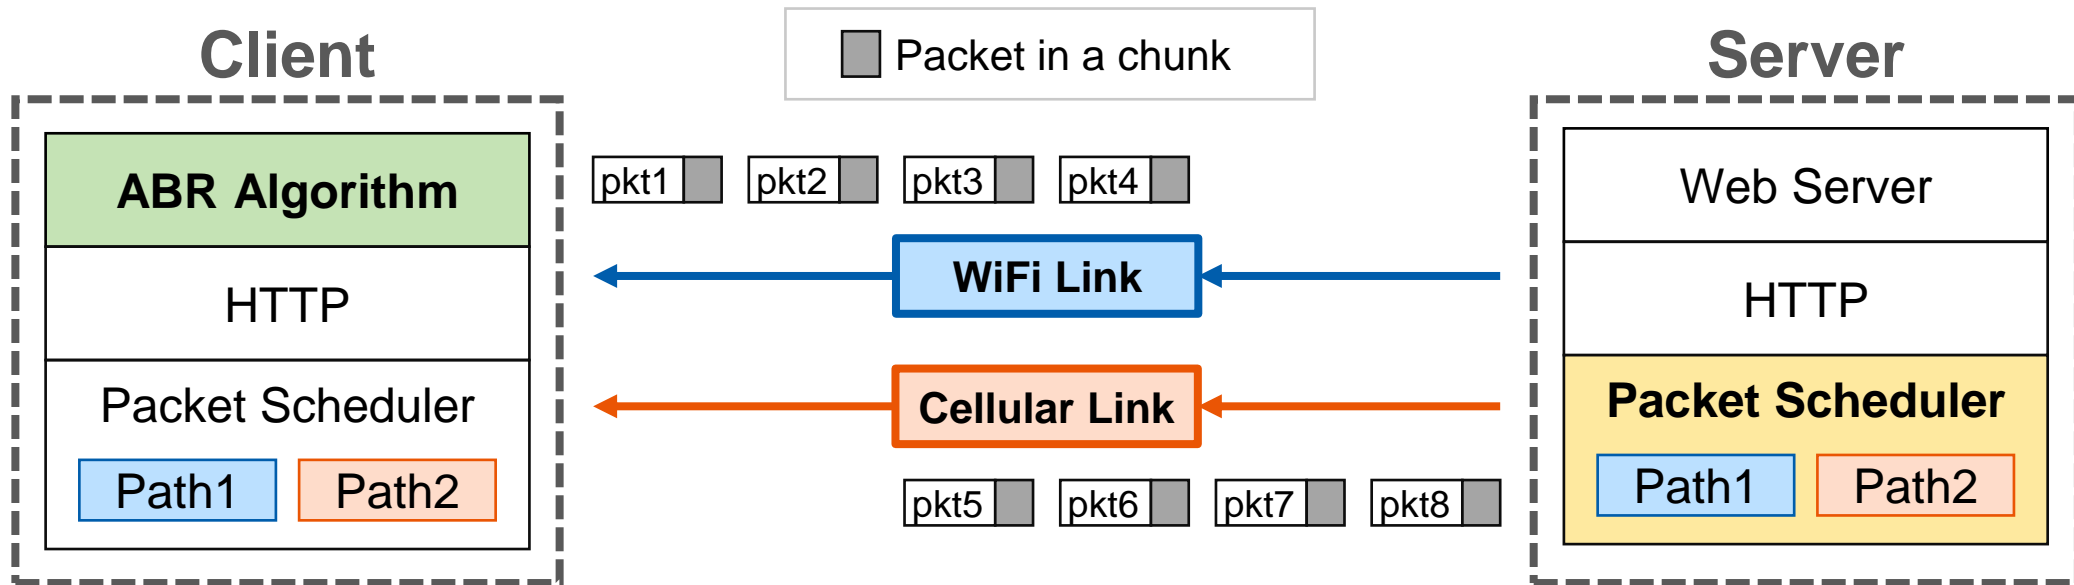 Client
Packet in a chunk
Server
ABR Algorithm
HTTP
Packet Scheduler
Path1 Path2
pkt1 pkt2 pkt3 pkt4
WiFi Link
Cellular Link
pkt5 pkt6 pkt7 pkt8
Web Server
HTTP
Packet Scheduler
Path1 Path2